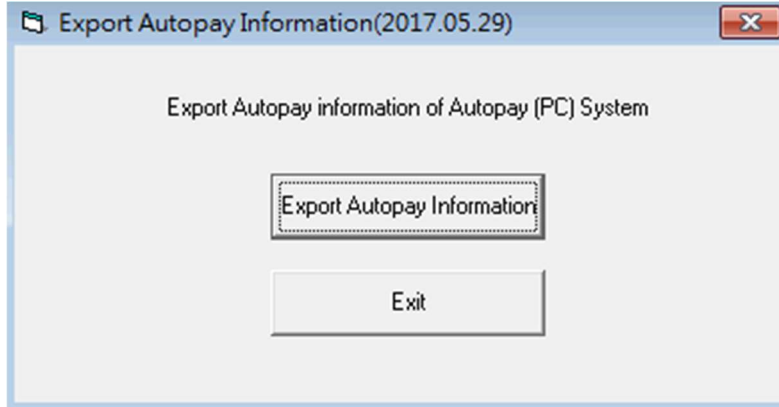 Export Autopay Information(2017.05.29)
Export Autopay information of Autopay (PC) System
Export Autopay Information
Exit